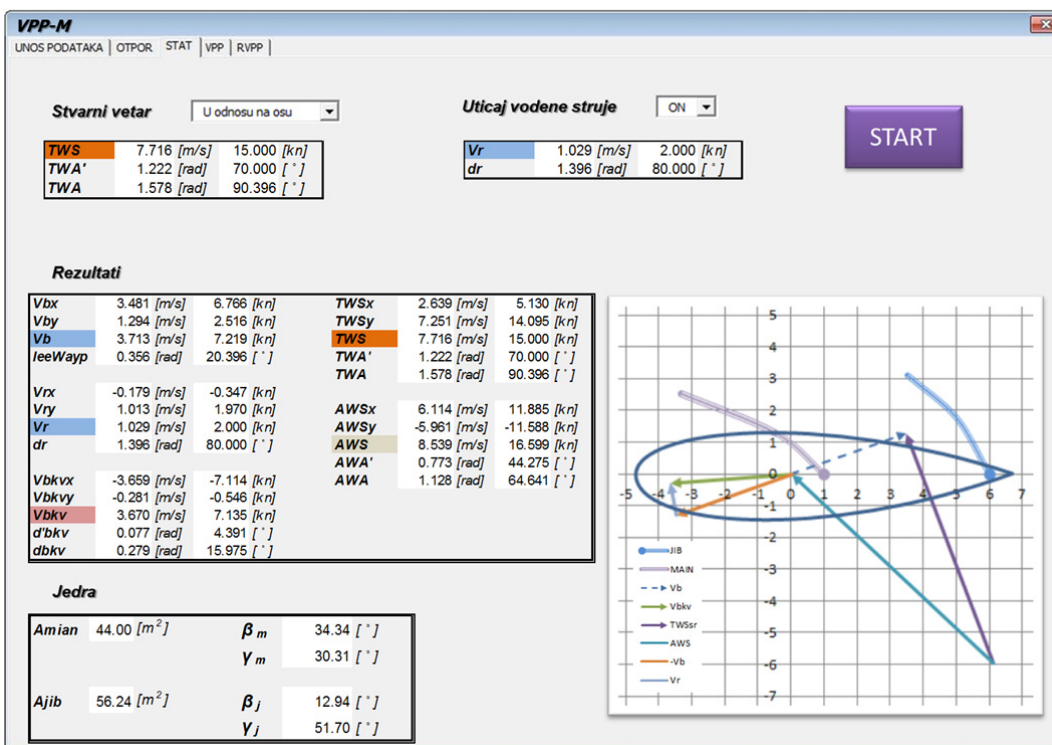 VPP-M
UNOS PODATAKA OTPOR STAT VPP RVPP
Stvarni vetar U odnosu na osu Uticaj vodene struje ON START
TWS 7.716 [m/s] 15.000 [kn]
TWA' 1.222 [rad] 70.000 [°]
TWA 1.578 [rad] 90.396 [°]
Vr 1.029 [m/s] 2.000 [kn]
dr 1.396 [rad] 80.000 [°]
Rezultati
Vbx 3.481 [m/s] 6.766 [kn]
Vby 1.294 [m/s] 2.516 [kn]
Vb 3.713 [m/s] 7.219 [kn]
leeWayp 0.356 [rad] 20.396 [°]
Vrx -0.179 [m/s] -0.347 [kn]
Vry 1.013 [m/s] 1.970 [kn]
Vr 1.029 [m/s] 2.000 [kn]
dr 1.396 [rad] 80.000 [°]
Vbkvx -3.659 [m/s] -7.114 [kn]
Vbkvy -0.281 [m/s] -0.546 [kn]
Vbkv 3.670 [m/s] 7.135 [kn]
d'bkv 0.077 [rad] 4.391 [°]
dbkv 0.279 [rad] 15.975 [°]
TWSx 2.639 [m/s] 5.130 [kn]
TWSy 7.251 [m/s] 14.095 [kn]
TWS 7.716 [m/s] 15.000 [kn]
TWA' 1.222 [rad] 70.000 [°]
TWA 1.578 [rad] 90.396 [°]
AWSx 6.114 [m/s] 11.885 [kn]
AWSy -5.961 [m/s] -11.588 [kn]
AWS 8.539 [m/s] 16.599 [kn]
AWA' 0.773 [rad] 44.275 [°]
AWA 1.128 [rad] 64.641 [°]
Jedra
Amian 44.00 [m²] β m 34.34 [°]
γ m 30.31 [°]
Ajib 56.24 [m²] β j 12.94 [°]
γ j 51.70 [°]
5
4
3
2
1
0
-5 -4 -3 -2 -1 0 1 2 3 4 5 6 7
-1
-2
-3
-4
-5
-6
-7
JIB
MAIN
Vb
Vbkv
TWSsr
AWS
-Vb
Vr